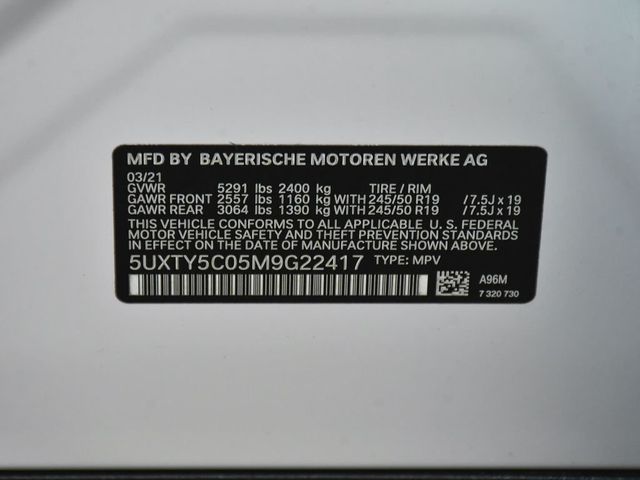 MFD BY BAYERISCHE MOTOREN WERKE AG
03/21
GVWR 5291 lbs 2400 kg TIRE / RIM
GAWR FRONT 2557 lbs 1160 kg WITH 245/50 R19 /7.5J x 19
GAWR REAR 3064 lbs 1390 kg WITH 245/50 R19 /7.5J x 19
THIS VEHICLE CONFORMS TO ALL APPLICABLE U.S. FEDERAL
MOTOR VEHICLE SAFETY AND THEFT PREVENTION STANDARDS
IN EFFECT ON THE DATE OF MANUFACTURE SHOWN ABOVE.
5UXTY5C05M9G22417 TYPE: MPV
A96M
7 320 730